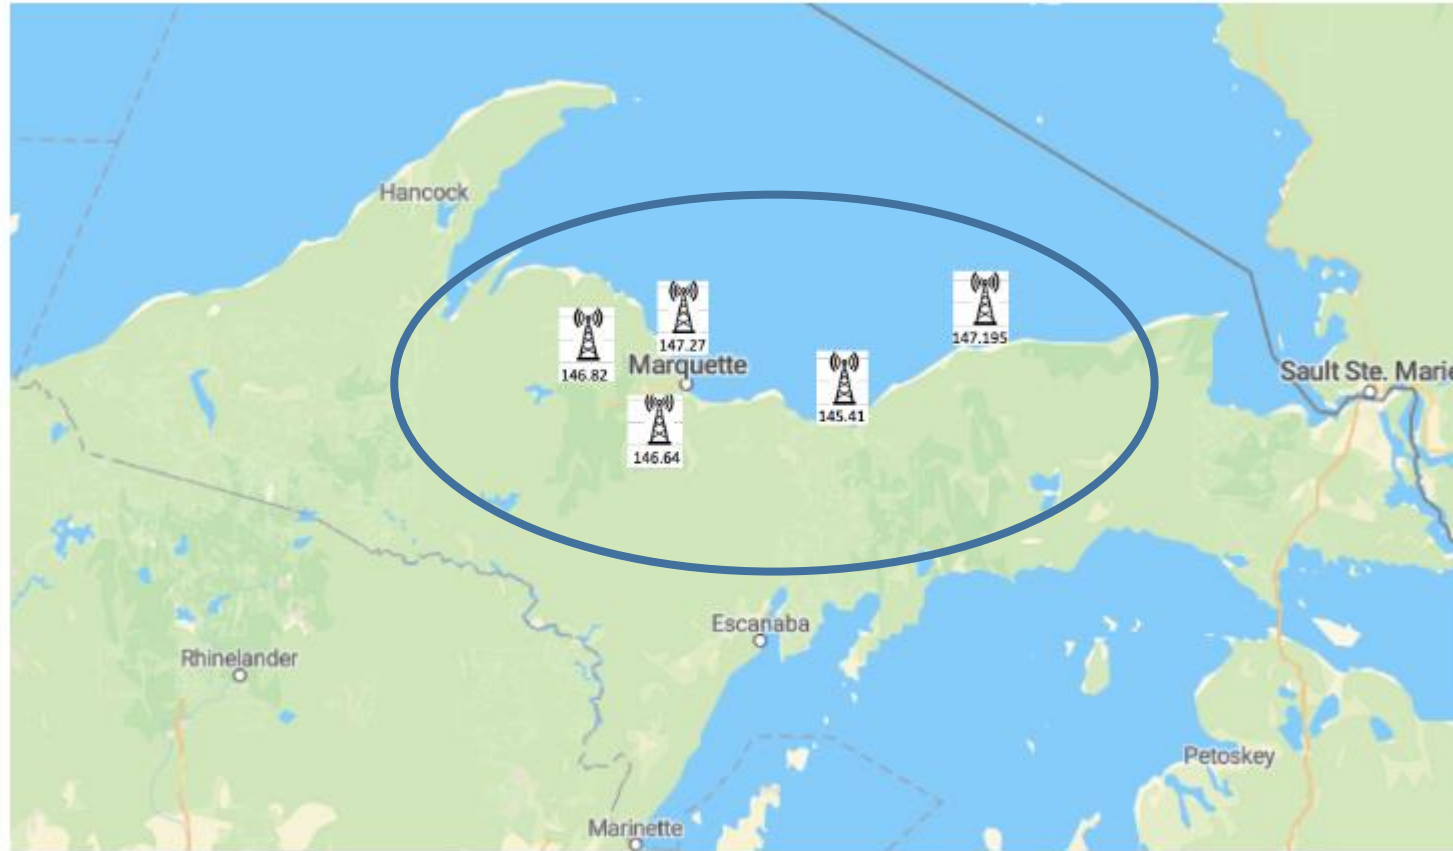 Hancock
147.27
147.195
146.82
Marquette
Sault Ste. Marie
145.41
146.64
Escanaba
Rhinelander
Petoskey
Marinette